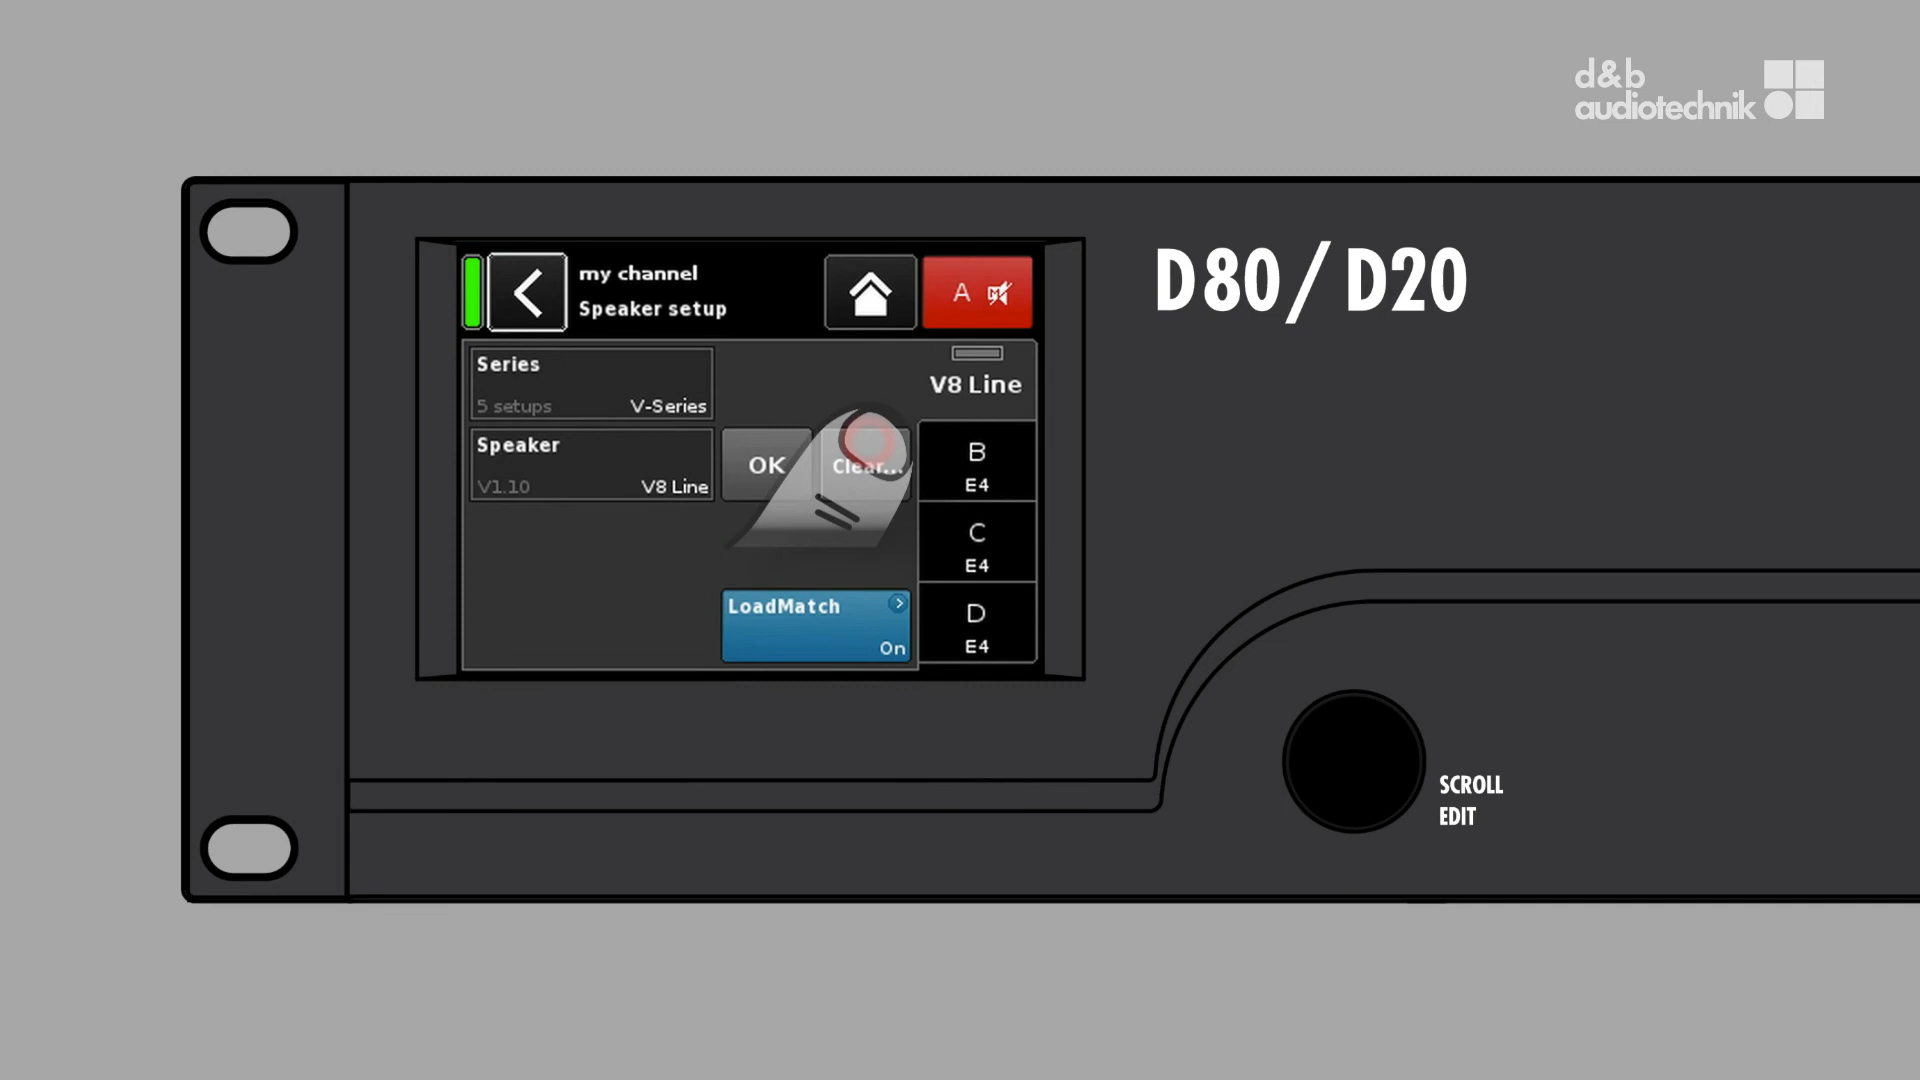 d&b
audiotechnik
D80/D20
my channel
Speaker setup
A
Series
5 setups V-Series
V8 Line
Speaker
V1.10 V8 Line
OK
Clear...
B
E4
C
E4
LoadMatch
On
D
E4
SCROLL
EDIT